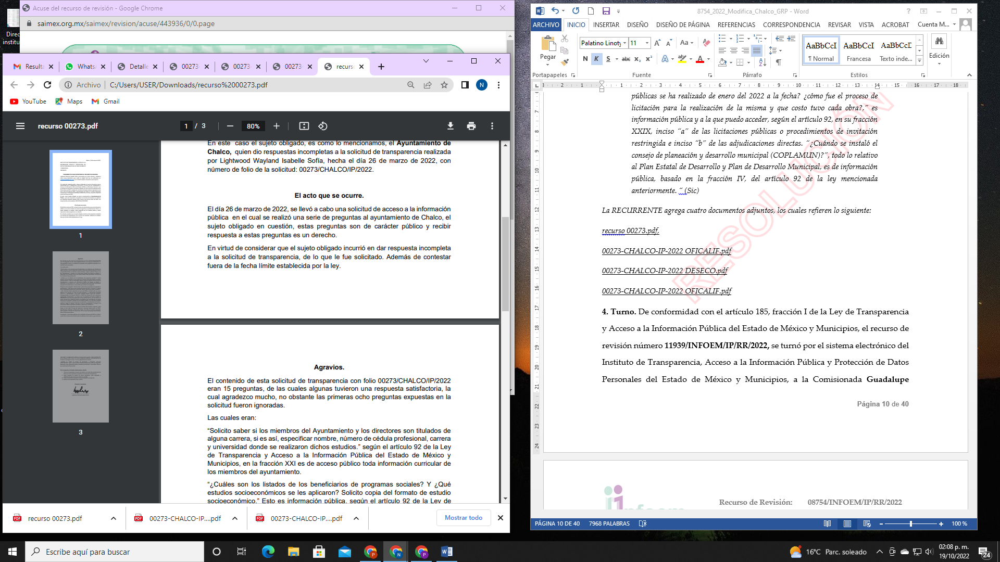 Acuse del recurso de revisión - Google Chrome
saimex.org.mx/saimex/revision/acuse/443936/0/0.page
Direc
institu
Resulta
Whats
Detalle
00273-
00273-
00273-
recurso
Archivo | C:/Users/USER/Downloads/recurso%2000273.pdf
N
YouTube
Maps
Gmail
recurso 00273.pdf
1 / 3
80%
1
2
3
En este caso el sujeto obligado, es como lo mencionamos, el Ayuntamiento de
Chalco, quien dio respuestas incompletas a la solicitud de transparencia realizada
por Lightwood Wayland Isabelle Sofía, hecha el día 26 de marzo de 2022, con
número de folio de la solicitud: 00273/CHALCO/IP/2022.
El acto que se ocurre.
El día 26 de marzo de 2022, se llevó a cabo una solicitud de acceso a la información
pública en el cual se realizó una serie de preguntas al ayuntamiento de Chalco, el
sujeto obligado en cuestión, estas preguntas son de carácter público y recibir
respuesta a estas preguntas es un derecho.
En virtud de considerar que el sujeto obligado incurrió en dar respuesta incompleta
a la solicitud de transparencia, de lo que le fue solicitado. Además de contestar
fuera de la fecha límite establecida por la ley.
Agravios.
El contenido de esta solicitud de transparencia con folio 00273/CHALCO/IP/2022
eran 15 preguntas, de las cuales algunas tuvieron una respuesta satisfactoria, la
cual agradezco mucho, no obstante las primeras ocho preguntas expuestas en la
solicitud fueron ignoradas.
Las cuales eran:
“Solicito saber si los miembros del Ayuntamiento y los directores son titulados de
alguna carrera, si es así, especificar nombre, número de cédula profesional, carrera
y universidad donde se realizaron dichos estudios.” según el artículo 92 de la Ley
de Transparencia y Acceso a la Información Pública del Estado de México y
Municipios, en la fracción XXI es de acceso público toda información curricular de
los miembros del ayuntamiento.
“¿Cuáles son los listados de los beneficiarios de programas sociales? Y ¿Qué
estudios socioeconómicos se les aplicaron? Solicito copia del formato de estudio
socioeconómico.” Esto es información pública, según el artículo 92 de la Ley de
recurso 00273.pdf
00273-CHALCO-IP....pdf
00273-CHALCO-IP....pdf
Mostrar todo
8754_2022_Modifica_Chalco_GRP - Word
ARCHIVO
INICIO
INSERTAR
DISEÑO
DISEÑO DE PÁGINA
REFERENCIAS
CORRESPONDENCIA
REVISAR
VISTA
ACROBAT
Cuenta M...
Pegar
Palatino Linoty
11
N K S abc x₂ x²
AaBbCcI
¶ Normal
AaBbCcI
Francesa
AaBbCcI
Texto inde...
Edición
Portapapeles
Fuente
Párrafo
Estilos
públicas se ha realizado de enero del 2022 a la fecha? ¿cómo fue el proceso de
licitación para la realización de la misma y que costo tuvo cada obra?,” es
información pública y a la que puedo acceder, según el artículo 92, en su fracción
XXIX, inciso “a” de las licitaciones públicas o procedimientos de invitación
restringida e inciso “b” de las adjudicaciones directas. “¿Cuándo se instaló el
consejo de planeación y desarrollo municipal (COPLAMUN)?”, todo lo relativo
al Plan Estatal de Desarrollo y Plan de Desarrollo Municipal, es de información
pública, basado en la fracción IV, del artículo 92 de la ley mencionada
anteriormente. “ (Sic)
La RECURRENTE agrega cuatro documentos adjuntos, los cuales refieren lo siguiente:
recurso 00273.pdf,
00273-CHALCO-IP-2022 OFICALIF.pdf
00273-CHALCO-IP-2022 DESECO.pdf
00273-CHALCO-IP-2022 OFICALIF.pdf
RESOLUCIÓN
4. Turno. De conformidad con el artículo 185, fracción I de la Ley de Transparencia
y Acceso a la Información Pública del Estado de México y Municipios, el recurso de
revisión número 11939/INFOEM/IP/RR/2022, se turnó por el sistema electrónico del
Instituto de Transparencia, Acceso a la Información Pública y Protección de Datos
Personales del Estado de México y Municipios, a la Comisionada Guadalupe
Página 10 de 40
infoem
Recurso de Revisión: 08754/INFOEM/IP/RR/2022
PÁGINA 10 DE 40
7968 PALABRAS
100 %
Escribe aquí para buscar
16°C Parc. soleado
02:08 p. m.
19/10/2022
24